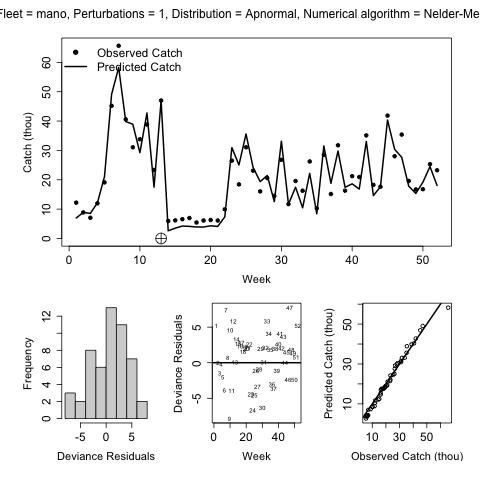 Fleet = mano, Perturbations = 1, Distribution = Apnormal, Numerical algorithm = Nelder-Me
Observed Catch
Predicted Catch
Catch (thou)
0 10 20 30 40 50 60
0 10 20 30 40 50
Week
Frequency
0 2 4 6 8 12
-5 0 5
Deviance Residuals
Deviance Residuals
-5 0 5
0 10 30 50
Week
Predicted Catch (thou)
10 30 50
10 30 50
Observed Catch (thou)